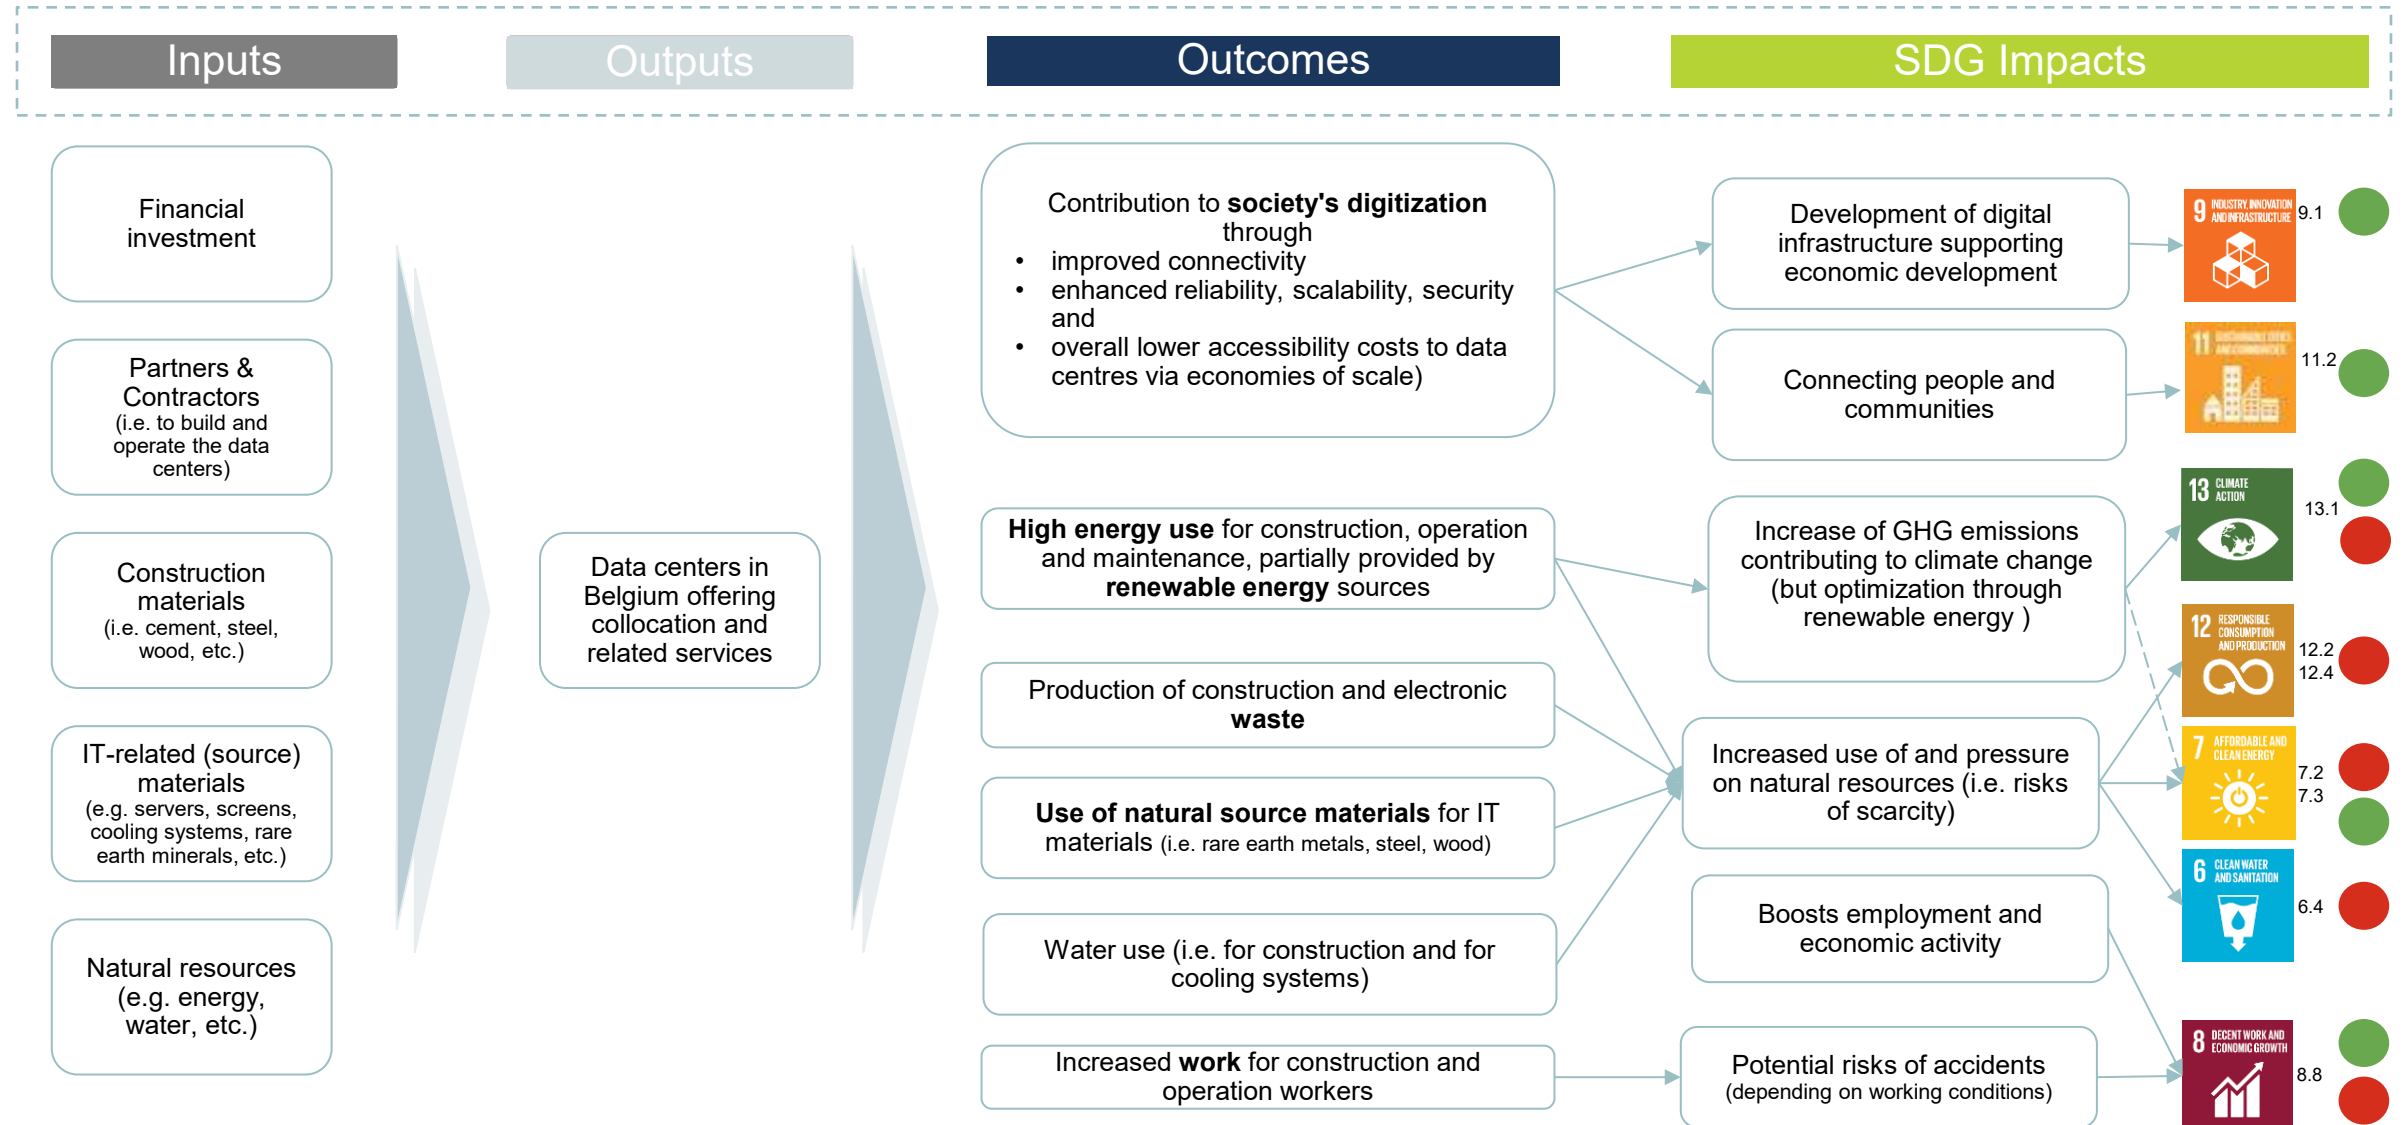 Inputs
Outputs
Outcomes
SDG Impacts
Financial
investment
Partners &
Contractors
(i.e. to build and
operate the data
centers)
Construction
materials
(i.e. cement, steel,
wood, etc.)
IT-related (source)
materials
(e.g. servers, screens,
cooling systems, rare
earth minerals, etc.)
Natural resources
(e.g. energy,
water, etc.)
Data centers in
Belgium offering
collocation and
related services
Contribution to society's digitization
through
• improved connectivity
• enhanced reliability, scalability, security
and
• overall lower accessibility costs to data
centres via economies of scale)
High energy use for construction, operation
and maintenance, partially provided by
renewable energy sources
Production of construction and electronic
waste
Use of natural source materials for IT
materials (i.e. rare earth metals, steel, wood)
Water use (i.e. for construction and for
cooling systems)
Increased work for construction and
operation workers
Development of digital
infrastructure supporting
economic development
Connecting people and
communities
Increase of GHG emissions
contributing to climate change
(but optimization through
renewable energy )
Increased use of and pressure
on natural resources (i.e. risks
of scarcity)
Boosts employment and
economic activity
Potential risks of accidents
(depending on working conditions)
9 INDUSTRY, INNOVATION
AND INFRASTRUCTURE
9.1
11 SUSTAINABLE CITIES
AND COMMUNITIES
11.2
13 CLIMATE
ACTION
13.1
12 RESPONSIBLE
CONSUMPTION
AND PRODUCTION
12.2
12.4
7 AFFORDABLE AND
CLEAN ENERGY
7.2
7.3
6 CLEAN WATER
AND SANITATION
6.4
8 DECENT WORK AND
ECONOMIC GROWTH
8.8